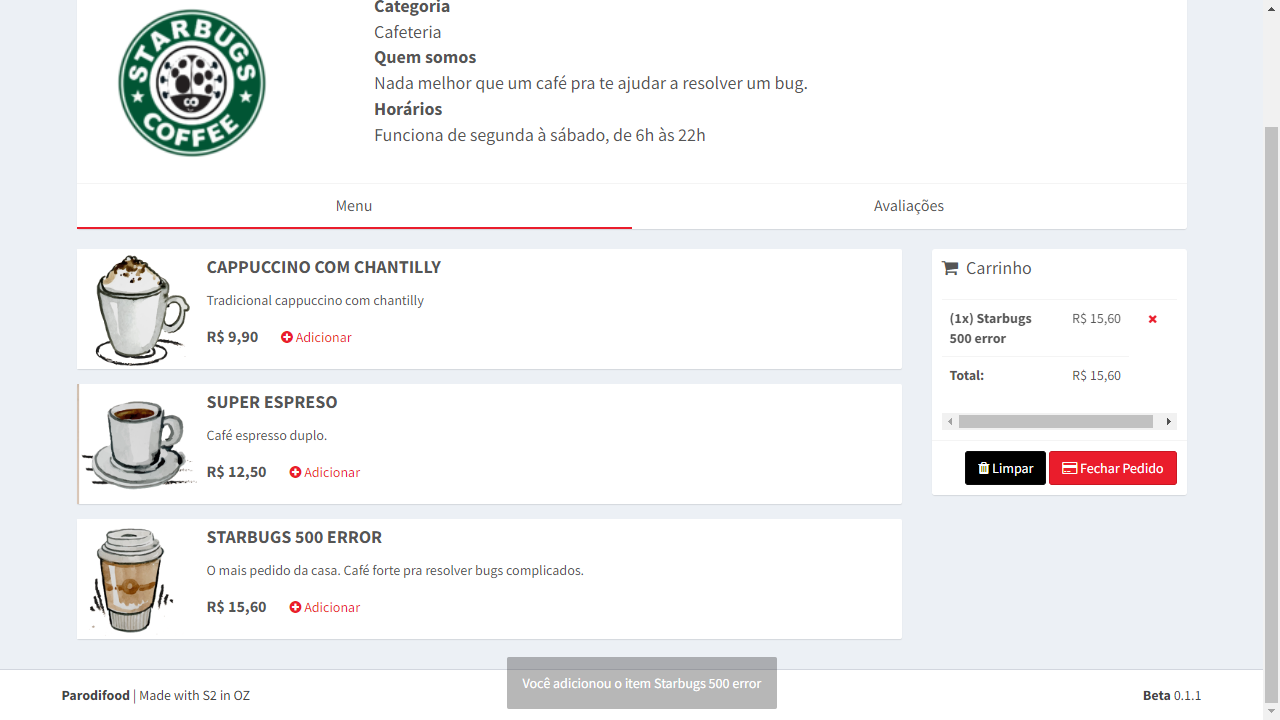 STARBUGS
COFFEE
Categoria
Cafeteria
Quem somos
Nada melhor que um café pra te ajudar a resolver um bug.
Horários
Funciona de segunda à sábado, de 6h às 22h
Menu
Avaliações
CAPPUCCINO COM CHANTILLY
Tradicional cappuccino com chantilly
R$ 9,90 Adicionar
SUPER ESPRESO
Café espresso duplo.
R$ 12,50 Adicionar
STARBUGS 500 ERROR
O mais pedido da casa. Café forte pra resolver bugs complicados.
R$ 15,60 Adicionar
Carrinho
(1x) Starbugs R$ 15,60
500 error
Total: R$ 15,60
Limpar Fechar Pedido
Você adicionou o item Starbugs 500 error
Parodifood | Made with S2 in OZ
Beta 0.1.1